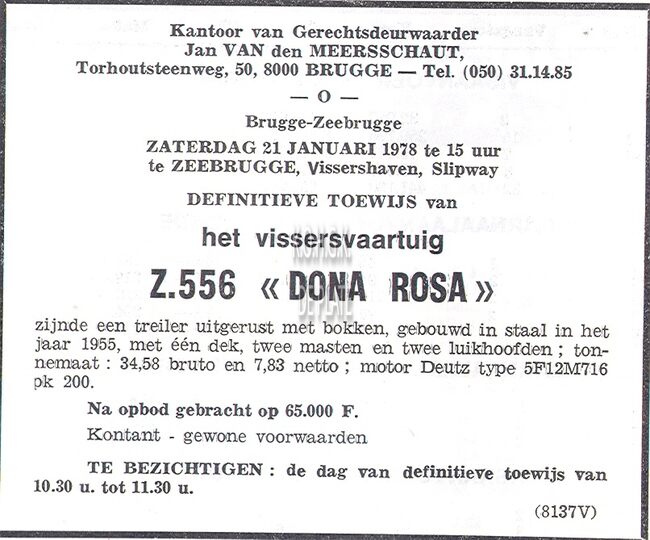 Kantoor van Gerechtsdeurwaarder
Jan VAN den MEERSSCHAUT,
Torhoutsteenweg, 50, 8000 BRUGGE — Tel. (050) 31.14.85
— O —
Brugge-Zeebrugge
ZATERDAG 21 JANUARI 1978 te 15 uur
te ZEEBRUGGE, Vissershaven, Slipway
DEFINITIEVE TOEWIJS van
het vissersvaartuig
Z.556 « DONA ROSA »
zijnde een treiler uitgerust met bokken, gebouwd in staal in het
jaar 1955, met één dek, twee masten en twee luikhoofden ; ton-
nemaat : 34,58 bruto en 7,83 netto ; motor Deutz type 5F12M716
pk 200.
Na opbod gebracht op 65.000 F.
Kontant - gewone voorwaarden
TE BEZICHTIGEN : de dag van definitieve toewijs van
10.30 u. tot 11.30 u.
(8137V)